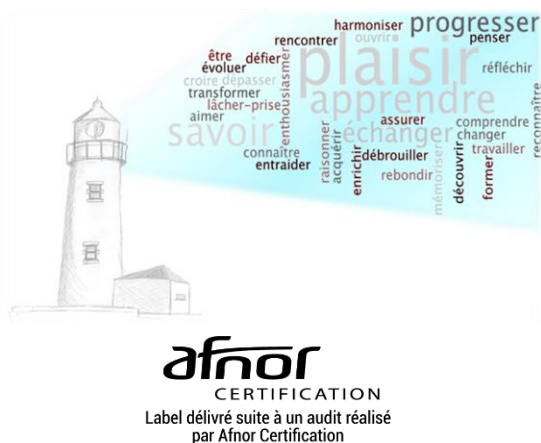 harmoniser
progresser
ouvrir
penser
rencontrer
plaisir
être
défier
évoluer
réfléchir
croire dépasser
enthousiasmer
transformer
apprendre
lâcher-prise
reconnaître
aimer
assurer
comprendre
savoir
échanger
changer
raisonner
acquérir
travailler
connaître
enrichir
débrouiller
mémoriser
découvrir
former
entraider
rebondir
afnor
CERTIFICATION
Label délivré suite à un audit réalisé
par Afnor Certification